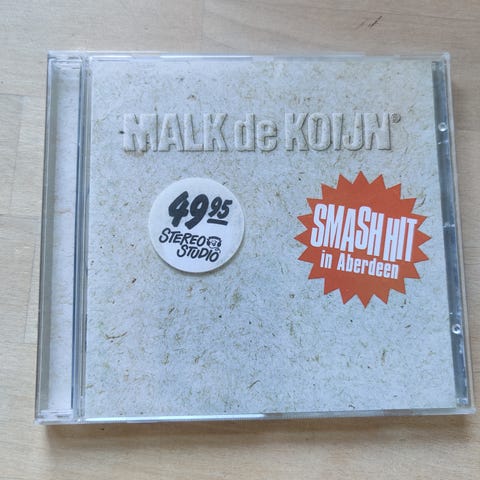 MALK de KOIJN®
49 95
STEREO
STUDIO
SMASH HIT
in Aberdeen